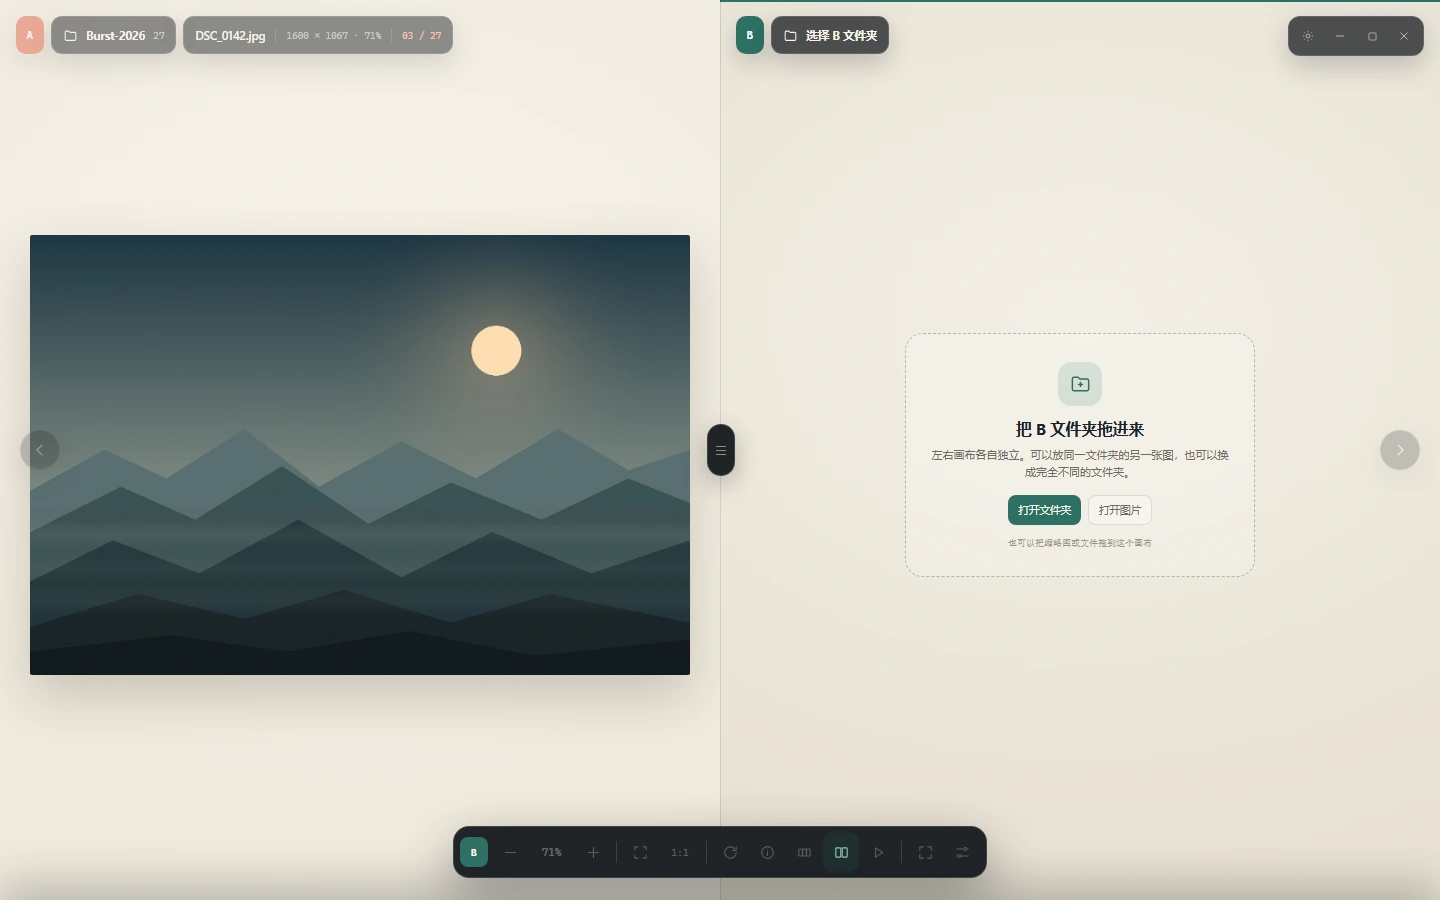 A
Burst-2026 27
DSC_0142.jpg 1600 × 1067 · 71% 03 / 27
B
选择 B 文件夹
把 B 文件夹拖进来
左右画布各自独立。可以放同一文件夹的另一张图，也可以换
成完全不同的文件夹。
打开文件夹 打开图片
也可以把缩略图或文件拖到这个画布
B 71% 1:1